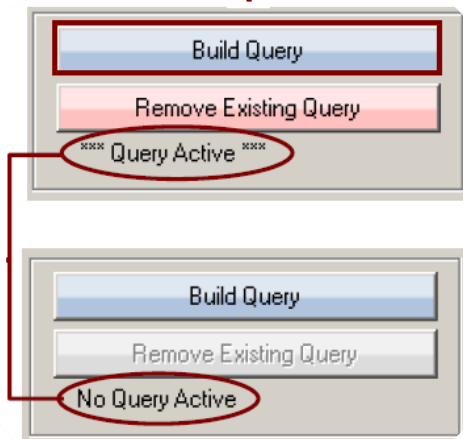 Build Query
Remove Existing Query
*** Query Active ***
Build Query
Remove Existing Query
No Query Active